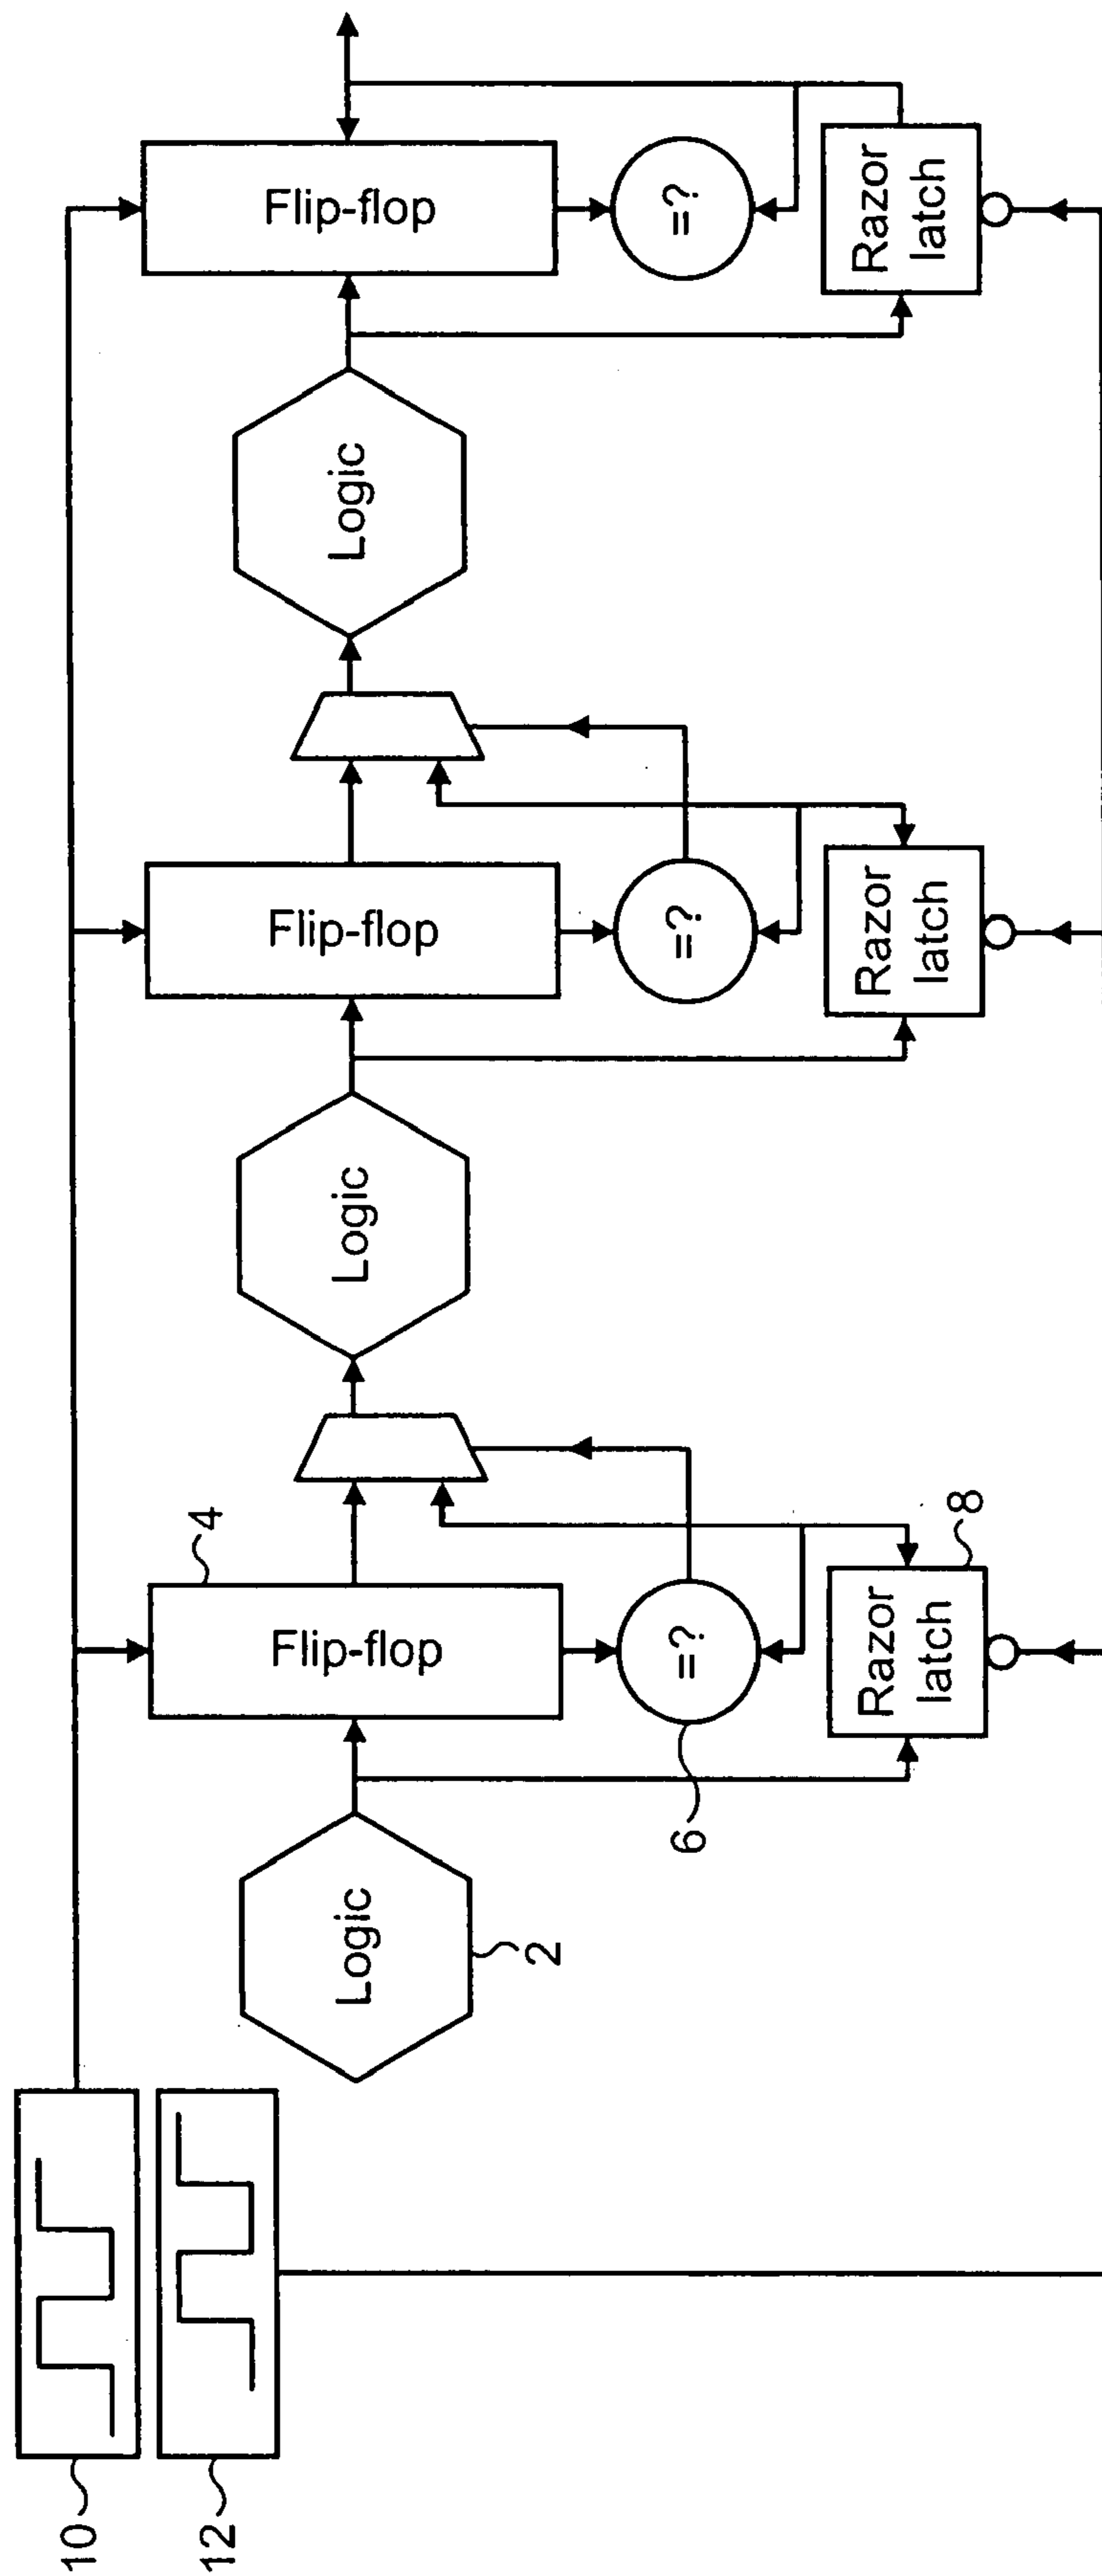 10
12
Logic
2
Flip-flop
4
=?
6
Razor
latch
8
Logic
Flip-flop
=?
Razor
latch
Logic
Flip-flop
=?
Razor
latch